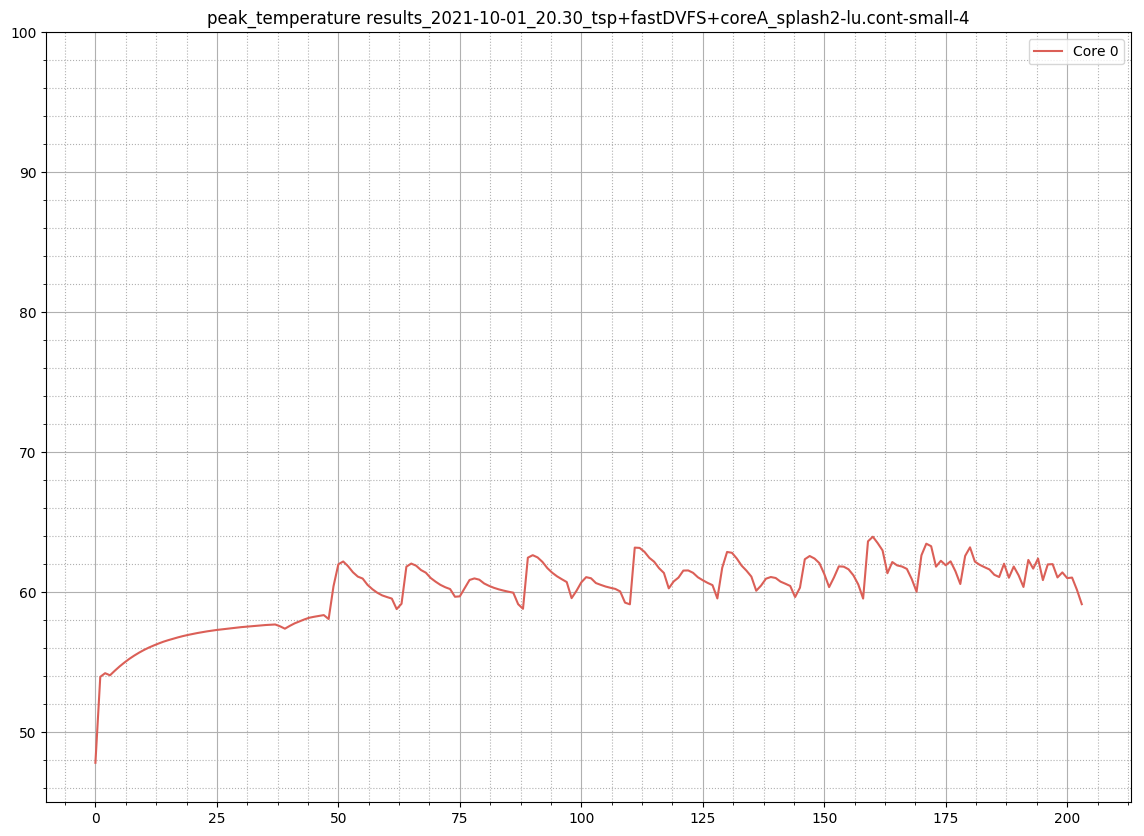 peak_temperature results_2021-10-01_20.30_tsp+fastDVFS+coreA_splash2-lu.cont-small-4
Core 0
100
90
80
70
60
50
0 25 50 75 100 125 150 175 200